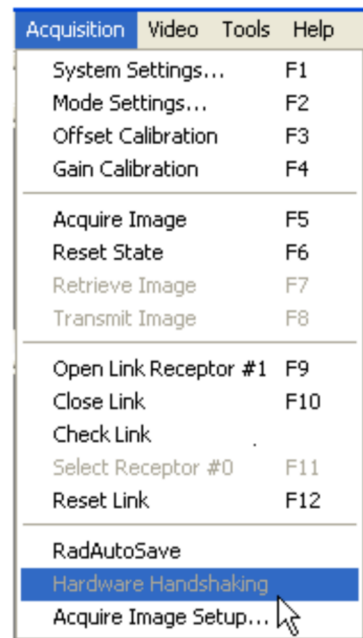 Acquisition Video Tools Help
System Settings... F1
Mode Settings... F2
Offset Calibration F3
Gain Calibration F4
Acquire Image F5
Reset State F6
Retrieve Image F7
Transmit Image F8
Open Link Receptor #1 F9
Close Link F10
Check Link
Select Receptor #0 F11
Reset Link F12
RadAutoSave
Hardware Handshaking
Acquire Image Setup...